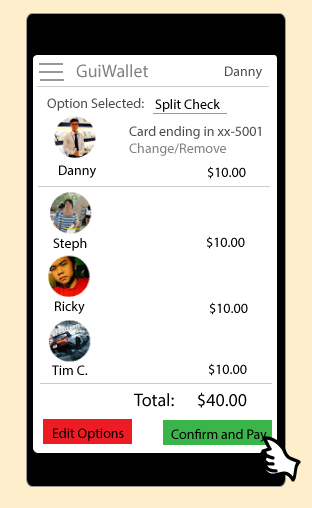 GuiWallet Danny
Option Selected: Split Check
Card ending in xx-5001
Change/Remove
Danny $10.00
Steph $10.00
Ricky $10.00
Tim C. $10.00
Total: $40.00
Edit Options Confirm and Pay